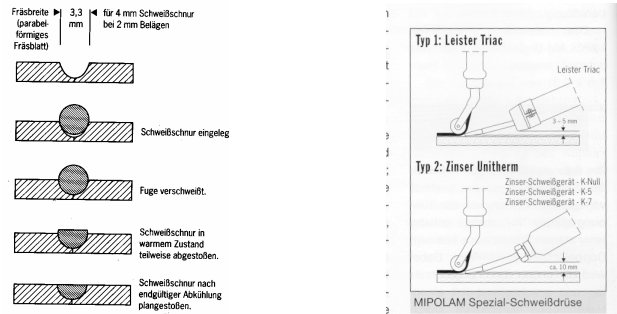 Fräsbreite
(parabel-
förmiges
Fräsblatt)
3,3
mm
für 4 mm Schweißschnur
bei 2 mm Belägen
Schweißschnur eingeleg
Fuge verschweißt.
Schweißschnur in
warmem Zustand
teilweise abgestoßen.
Schweißschnur nach
endgültiger Abkühlung
plangestoßen.
Typ 1: Leister Triac
Leister Triac
3 – 5 mm
Typ 2: Zinser Unitherm
Zinser-Schweißgerät - K-Null
Zinser-Schweißgerät - K-5
Zinser-Schweißgerät - K-7
ca. 10 mm
MIPOLAM Spezial-Schweißdrüse